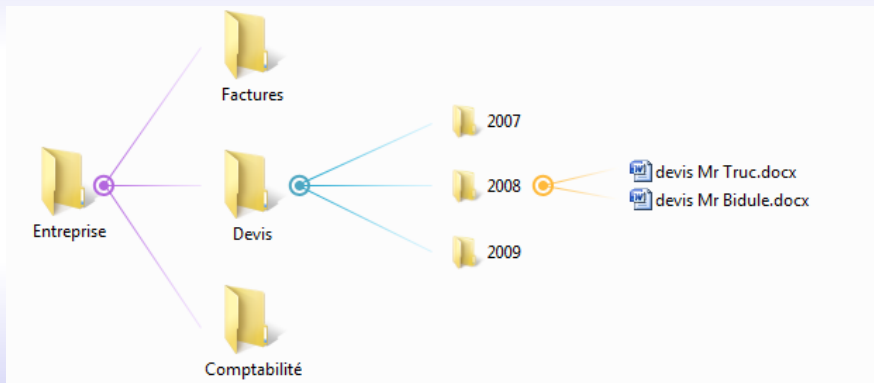 Factures
2007
devis Mr Truc.docx
2008
devis Mr Bidule.docx
Entreprise
Devis
2009
Comptabilité